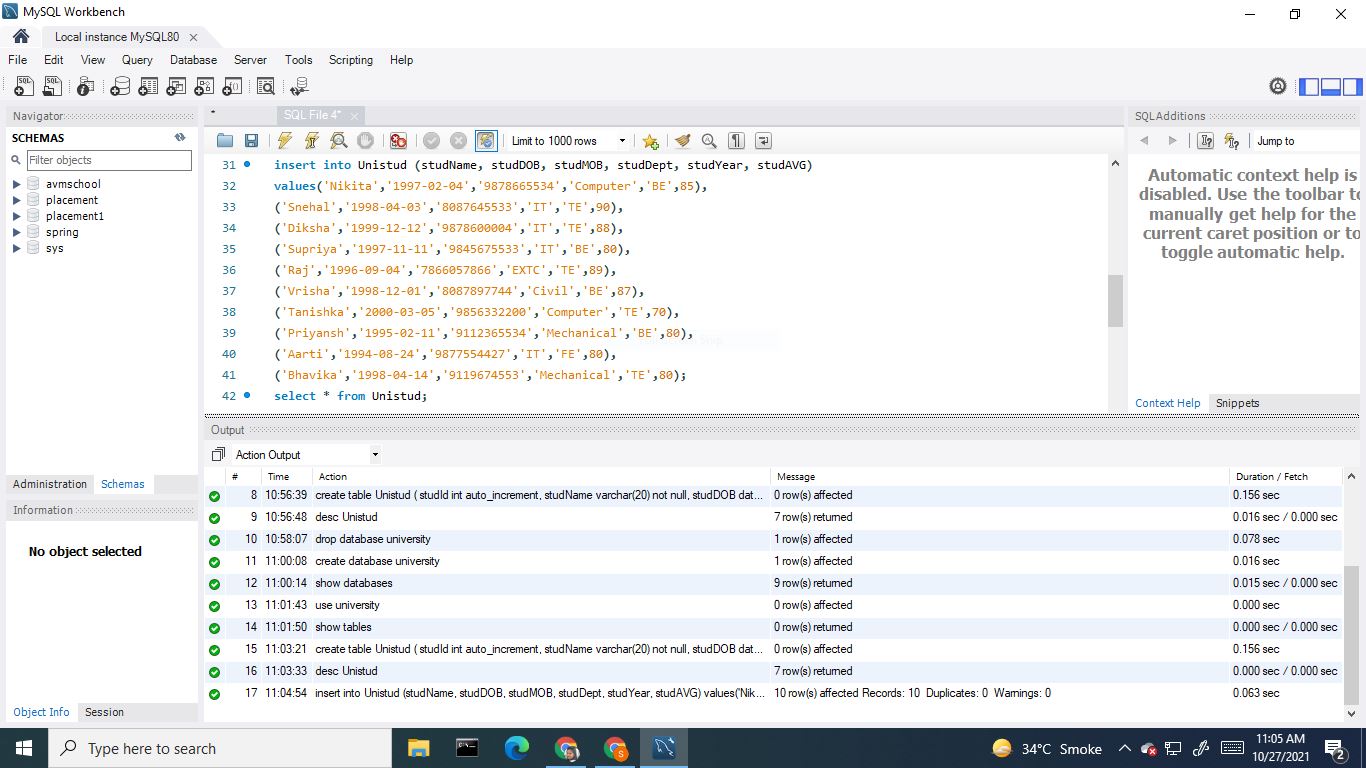 MySQL Workbench
Local instance MySQL80
File Edit View Query Database Server Tools Scripting Help
Navigator
SCHEMAS
Filter objects
avmschool
placement
placement1
spring
sys
Administration Schemas
Information
No object selected
Object Info Session
SQL File 4*
Limit to 1000 rows
31 insert into Unistud (studName, studDOB, studMOB, studDept, studYear, studAVG)
32 values('Nikita','1997-02-04','9878665534','Computer','BE',85),
33 ('Snehal','1998-04-03','8087645533','IT','TE',90),
34 ('Diksha','1999-12-12','9878600004','IT','TE',88),
35 ('Supriya','1997-11-11','9845675533','IT','BE',80),
36 ('Raj','1996-09-04','7866057866','EXTC','TE',89),
37 ('Vrisha','1998-12-01','8087897744','Civil','BE',87),
38 ('Tanishka','2000-03-05','9856332200','Computer','TE',70),
39 ('Priyansh','1995-02-11','9112365534','Mechanical','BE',80),
40 ('Aarti','1994-08-24','9877554427','IT','FE',80),
41 ('Bhavika','1998-04-14','9119674553','Mechanical','TE',80);
42 select * from Unistud;
SQLAdditions
Jump to
Automatic context help is
disabled. Use the toolbar to
manually get help for the
current caret position or to
toggle automatic help.
Context Help Snippets
Output
Action Output
# Time Action Message Duration / Fetch
8 10:56:39 create table Unistud ( studId int auto_increment, studName varchar(20) not null, studDOB dat... 0 row(s) affected 0.156 sec
9 10:56:48 desc Unistud 7 row(s) returned 0.016 sec / 0.000 sec
10 10:58:07 drop database university 1 row(s) affected 0.078 sec
11 11:00:08 create database university 1 row(s) affected 0.016 sec
12 11:00:14 show databases 9 row(s) returned 0.015 sec / 0.000 sec
13 11:01:43 use university 0 row(s) affected 0.000 sec
14 11:01:50 show tables 0 row(s) returned 0.000 sec / 0.000 sec
15 11:03:21 create table Unistud ( studId int auto_increment, studName varchar(20) not null, studDOB dat... 0 row(s) affected 0.156 sec
16 11:03:33 desc Unistud 7 row(s) returned 0.000 sec / 0.000 sec
17 11:04:54 insert into Unistud (studName, studDOB, studMOB, studDept, studYear, studAVG) values('Nik... 10 row(s) affected Records: 10 Duplicates: 0 Warnings: 0 0.063 sec
Type here to search
34°C Smoke
11:05 AM
10/27/2021
2